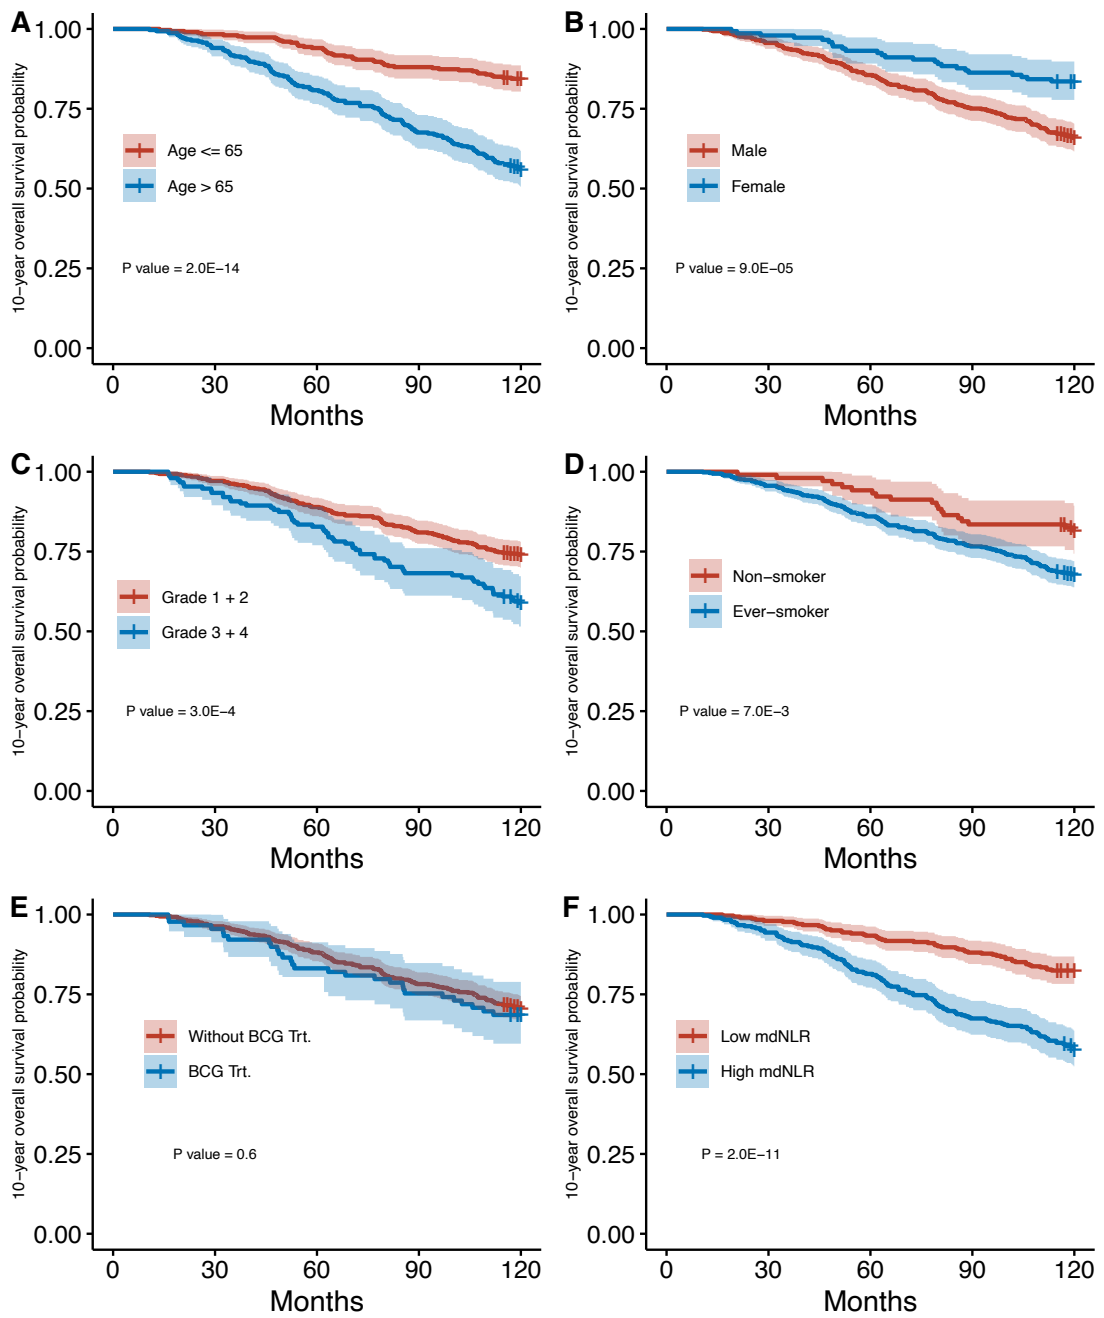 A
10−year overall survival probability
1.00
0.75
0.50
0.25
0.00
Age <= 65
Age > 65
P value = 2.0E−14
0 30 60 90 120
Months
B
10−year overall survival probability
1.00
0.75
0.50
0.25
0.00
Male
Female
P value = 9.0E−05
0 30 60 90 120
Months
C
10−year overall survival probability
1.00
0.75
0.50
0.25
0.00
Grade 1 + 2
Grade 3 + 4
P value = 3.0E−4
0 30 60 90 120
Months
D
10−year overall survival probability
1.00
0.75
0.50
0.25
0.00
Non−smoker
Ever−smoker
P value = 7.0E−3
0 30 60 90 120
Months
E
10−year overall survival probability
1.00
0.75
0.50
0.25
0.00
Without BCG Trt.
BCG Trt.
P value = 0.6
0 30 60 90 120
Months
F
10−year overall survival probability
1.00
0.75
0.50
0.25
0.00
Low mdNLR
High mdNLR
P = 2.0E−11
0 30 60 90 120
Months